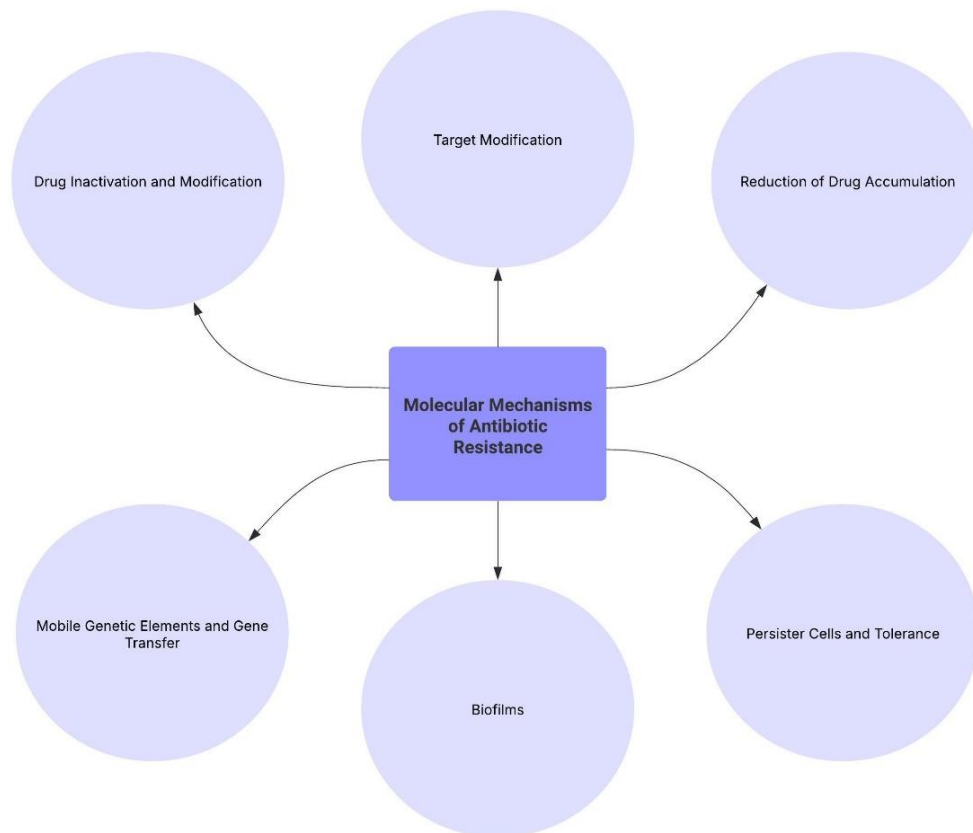 Target Modification
Drug Inactivation and Modification
Reduction of Drug Accumulation
Molecular Mechanisms
of Antibiotic
Resistance
Mobile Genetic Elements and Gene
Transfer
Persister Cells and Tolerance
Biofilms